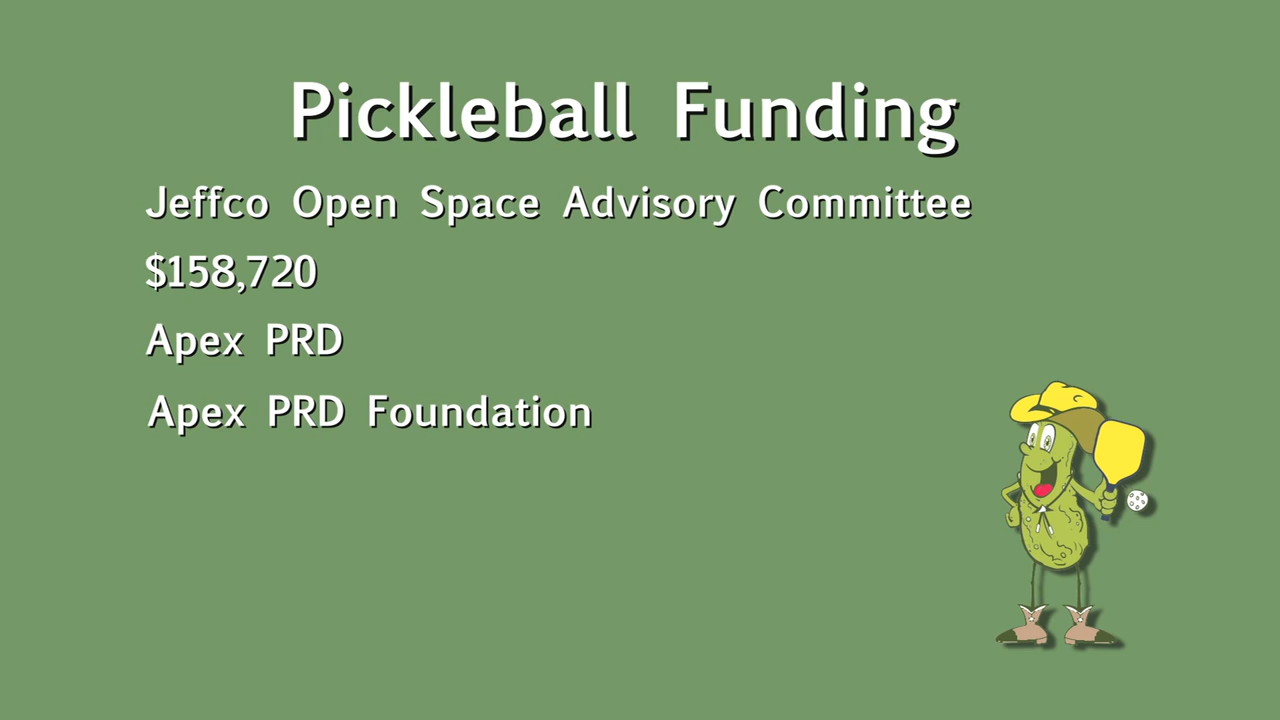 Pickleball Funding
Jeffco Open Space Advisory Committee
$158,720
Apex PRD
Apex PRD Foundation